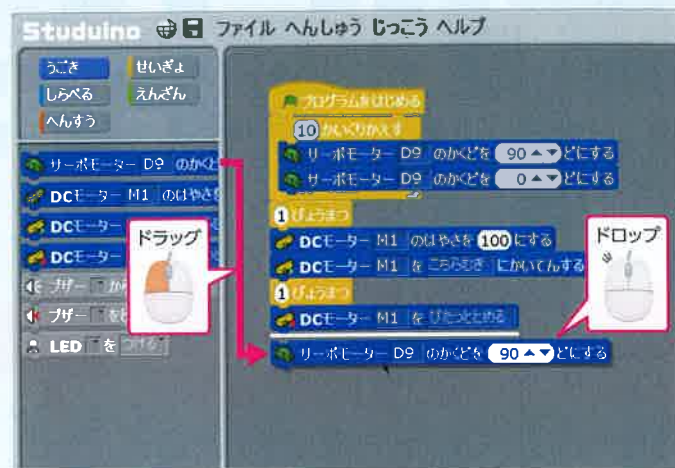 Studuino ファイル へんしゅう じっこう ヘルプ
うごき せいぎょ
しらべる えんざん
へんすう
サーボモーター D9 のかくど
DCモーター M1 のはやさを
DCモーター
DCモーター
ブザー から
ブザー を
LED を つける
ドラッグ
プログラムをはじめる
10 かいくりかえす
サーボモーター D9 のかくどを 90 どにする
サーボモーター D9 のかくどを 0 どにする
1 びょうまつ
DCモーター M1 のはやさを 100 にする
DCモーター M1 を こちらむき にかいてんする
1 びょうまつ
DCモーター M1 を ぴたっととめる
サーボモーター D9 のかくどを 90 どにする
ドロップ